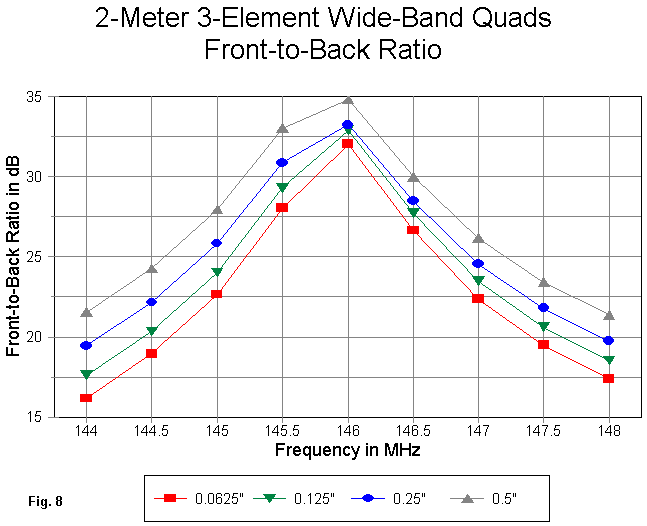 2-Meter 3-Element Wide-Band Quads
Front-to-Back Ratio
Front-to-Back Ratio in dB
35
30
25
20
15
144 144.5 145 145.5 146 146.5 147 147.5 148
Frequency in MHz
Fig. 8
0.0625" 0.125" 0.25" 0.5"